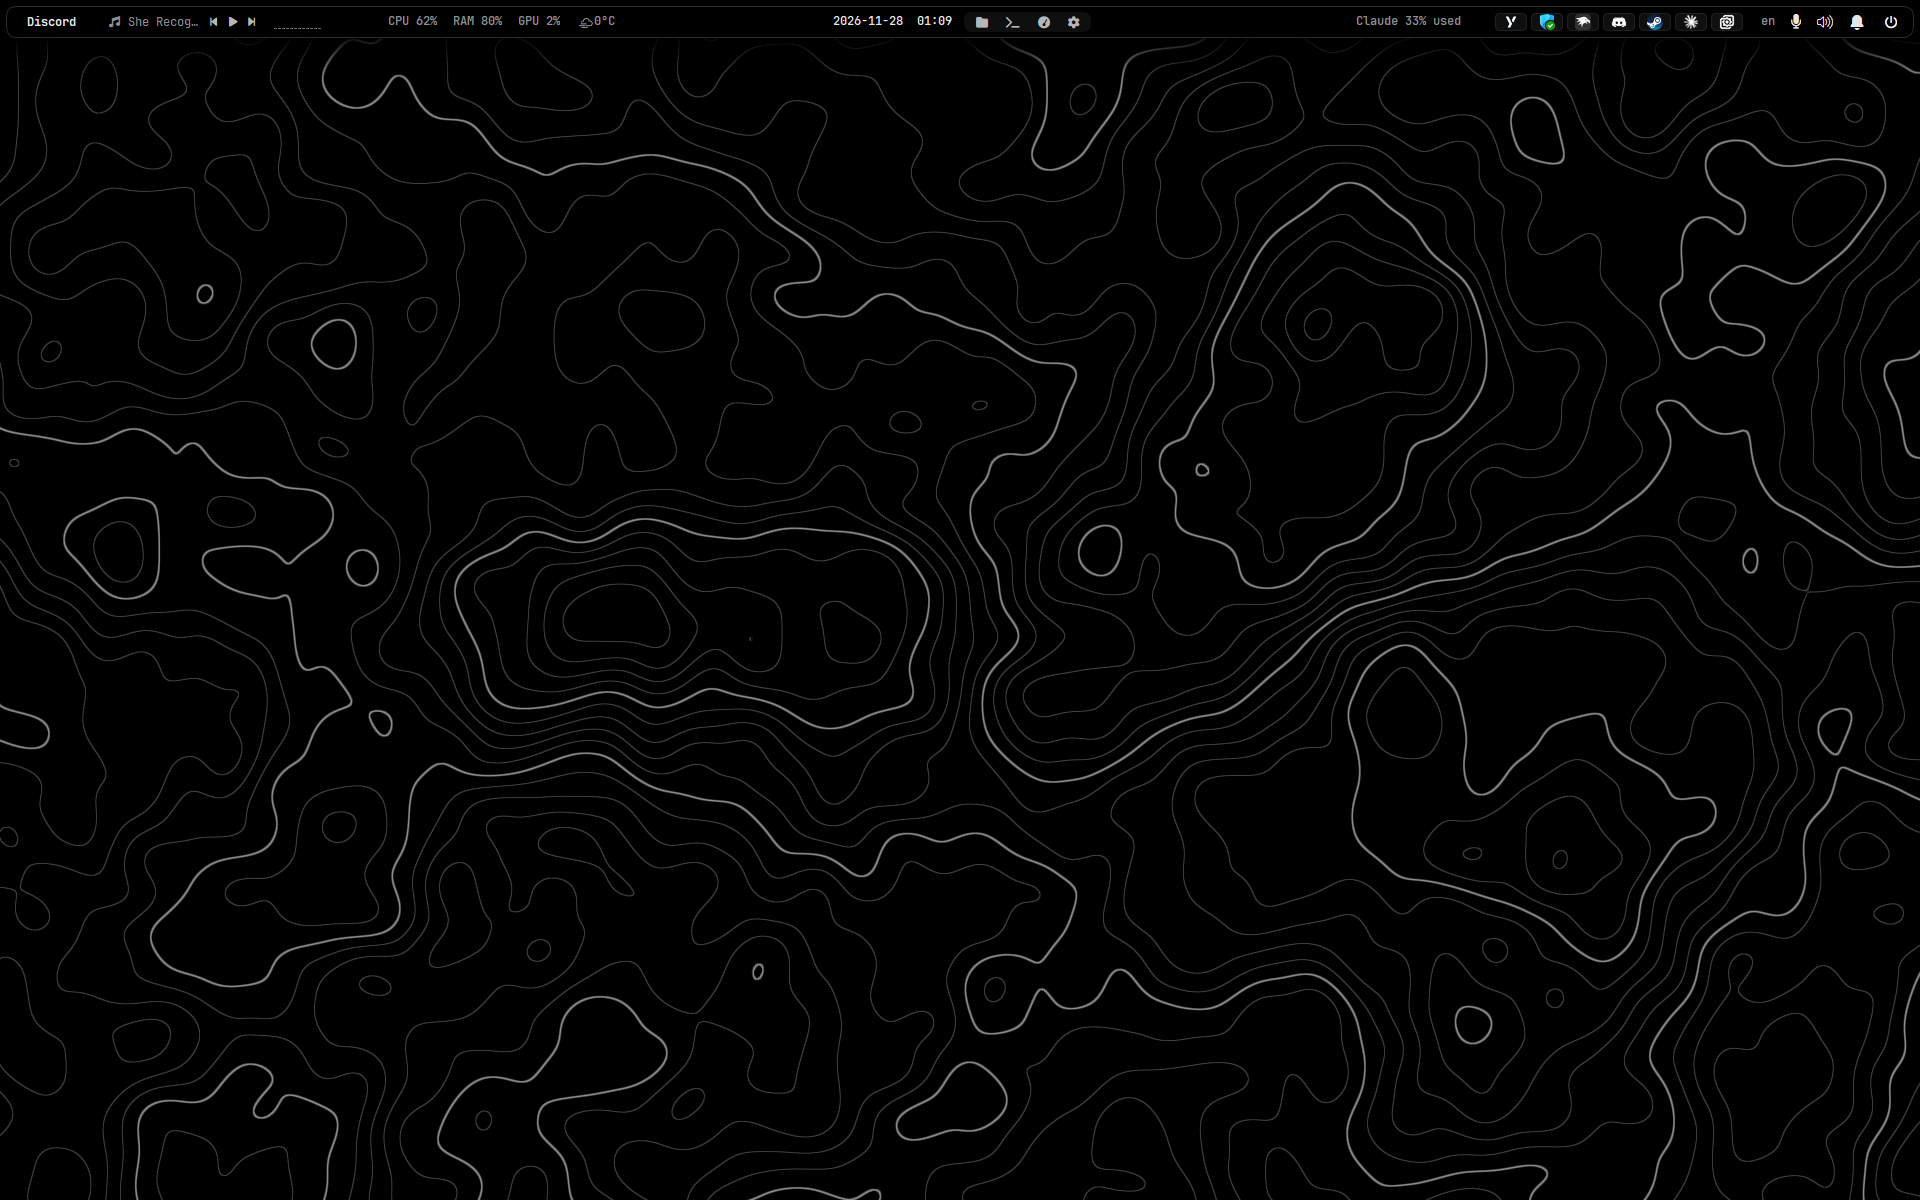 Discord She Recog… CPU 62% RAM 80% GPU 2% 0°C 2026-11-28 01:09 Claude 33% used en